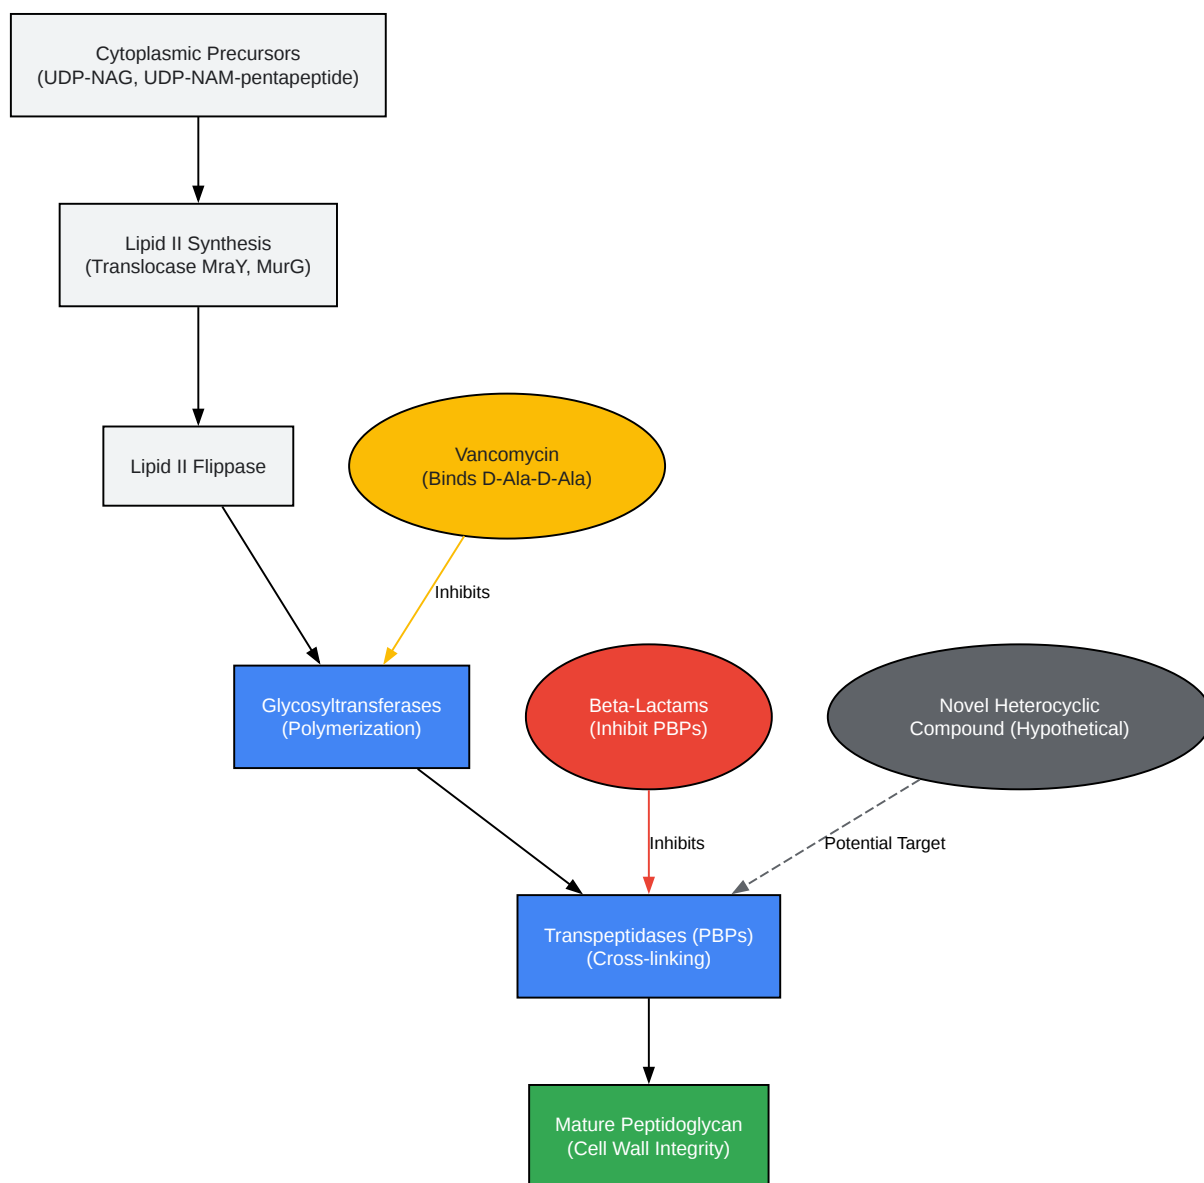 Cytoplasmic Precursors
(UDP-NAG, UDP-NAM-pentapeptide)
Lipid II Synthesis
(Translocase MraY, MurG)
Lipid II Flippase
Vancomycin
(Binds D-Ala-D-Ala)
Inhibits
Glycosyltransferases
(Polymerization)
Beta-Lactams
(Inhibit PBPs)
Novel Heterocyclic
Compound (Hypothetical)
Inhibits
Potential Target
Transpeptidases (PBPs)
(Cross-linking)
Mature Peptidoglycan
(Cell Wall Integrity)